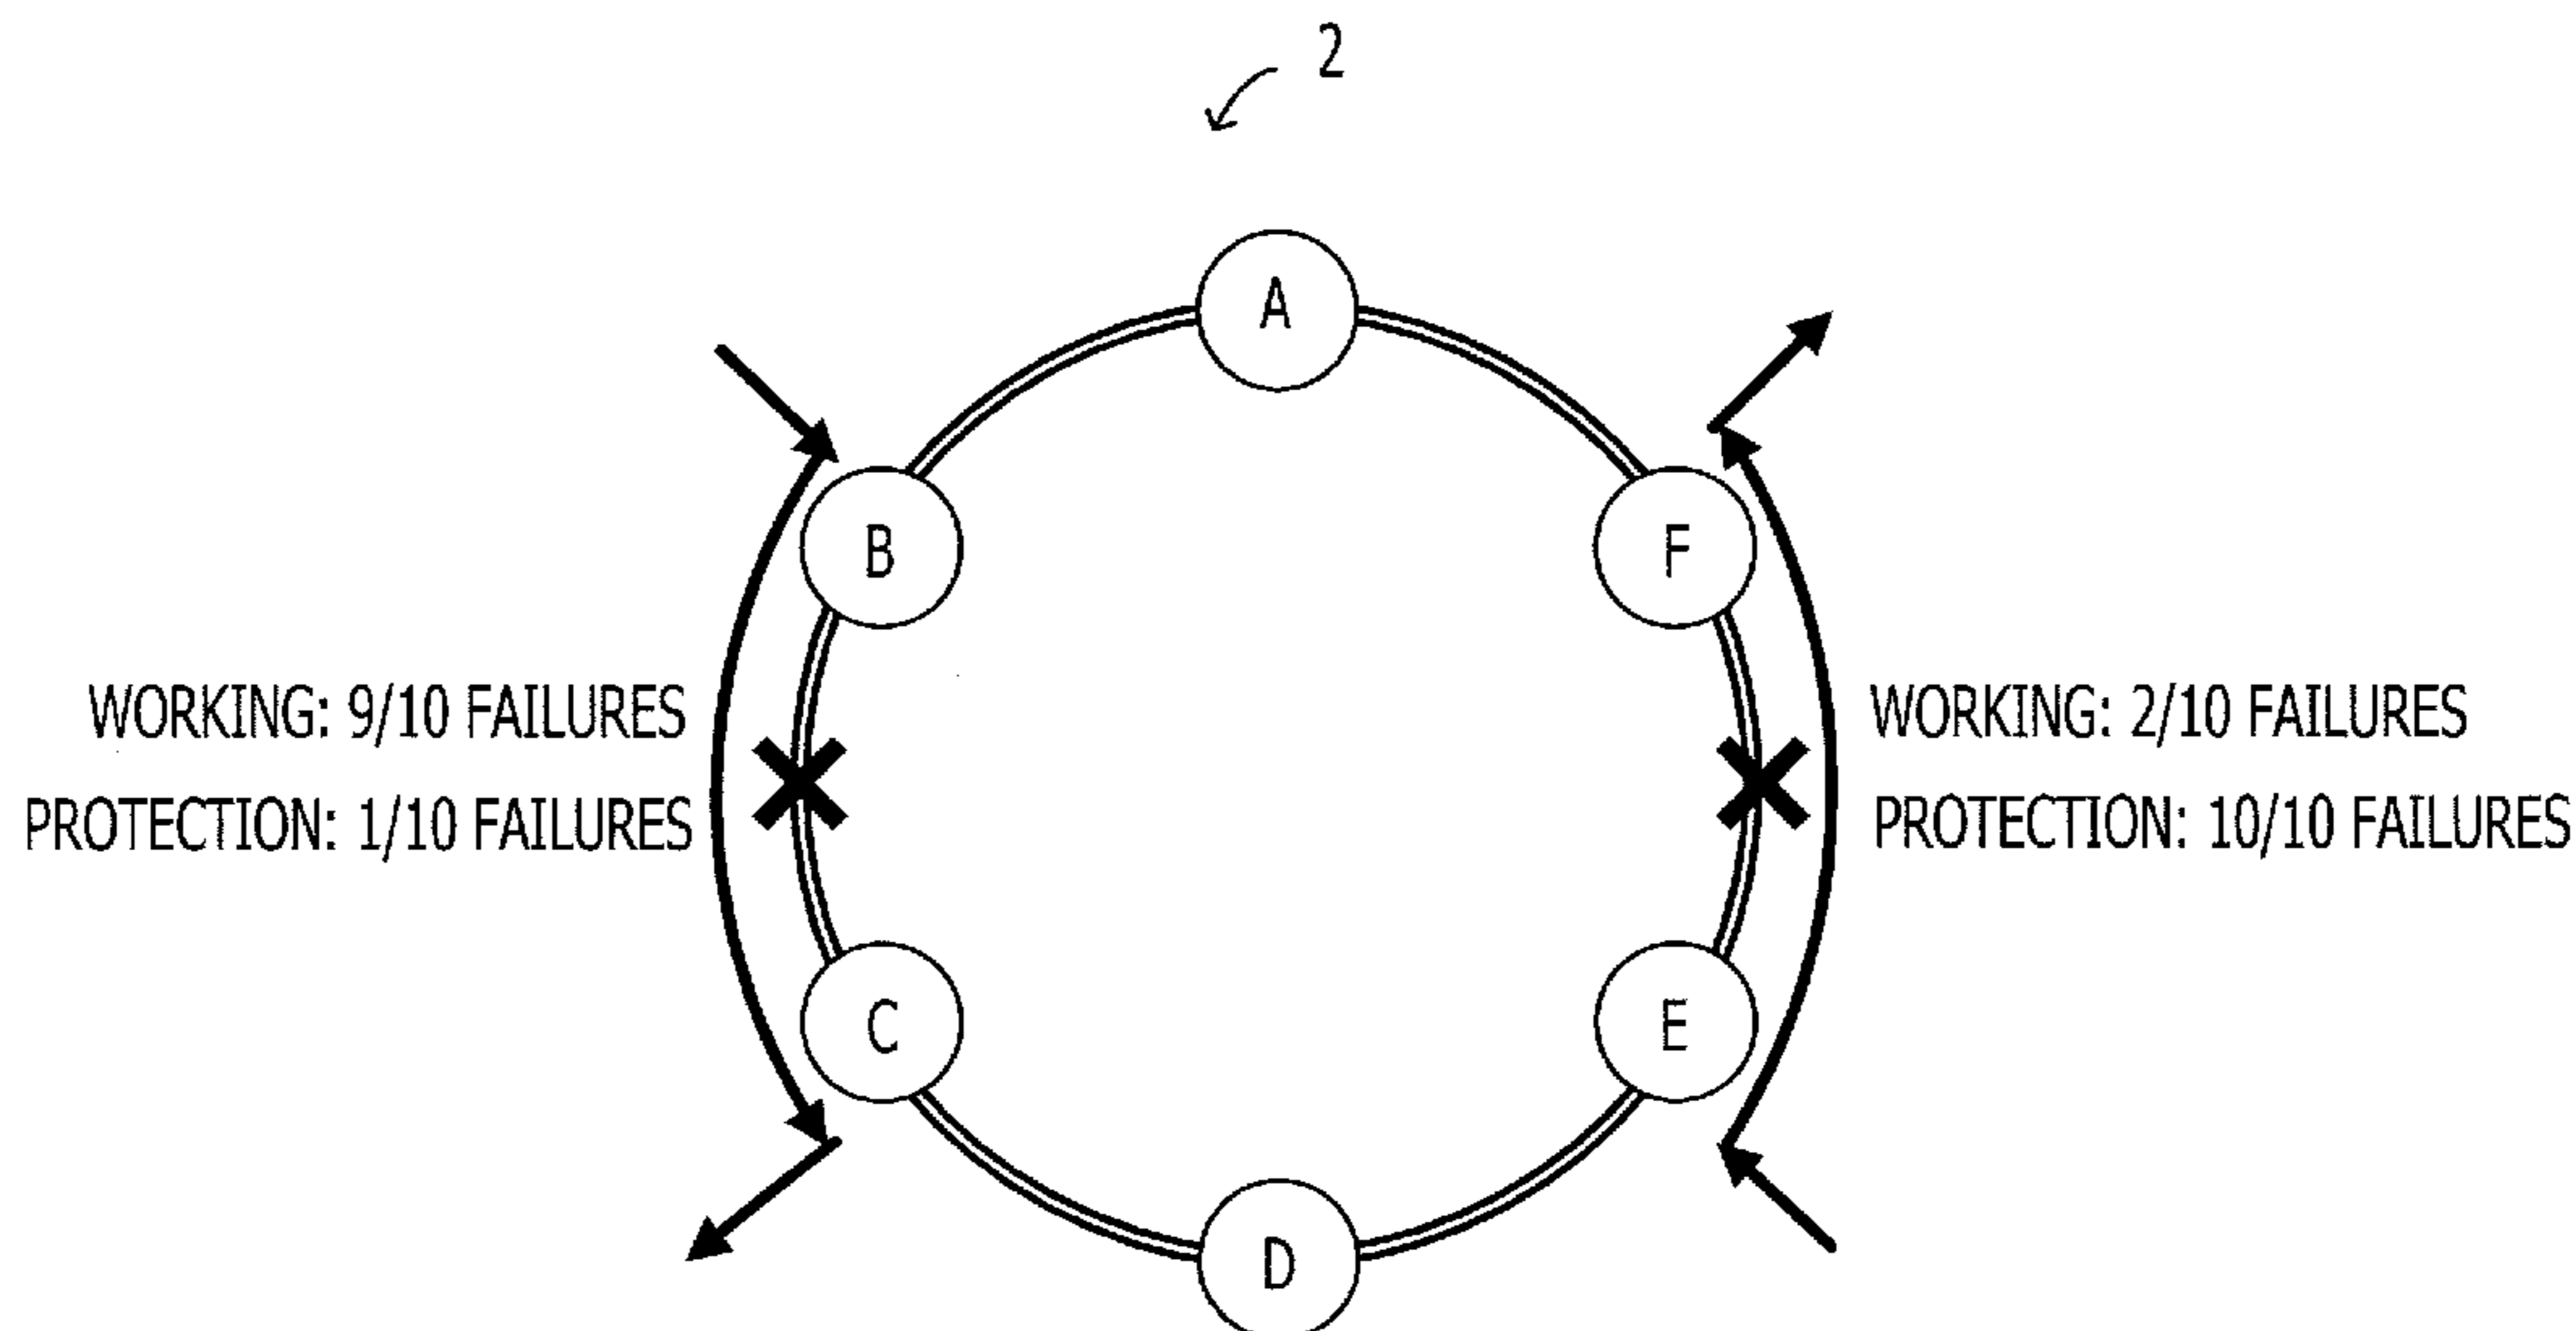 2
A
B
F
WORKING: 9/10 FAILURES
PROTECTION: 1/10 FAILURES
WORKING: 2/10 FAILURES
PROTECTION: 10/10 FAILURES
C
E
D